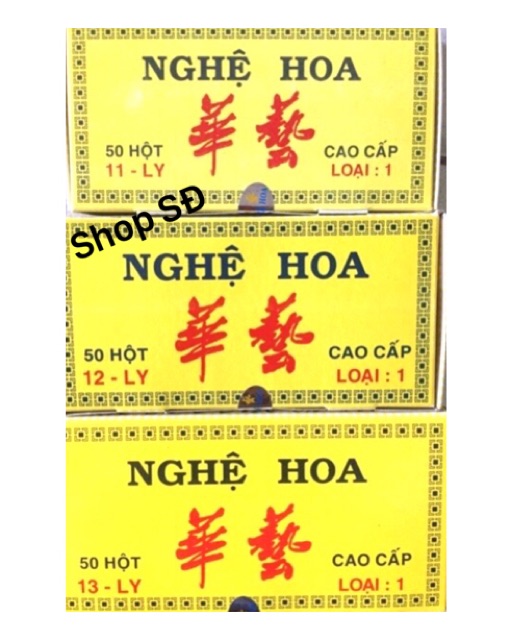 NGHỆ HOA
華藝
50 HỘT
11 - LY
CAO CẤP
LOẠI : 1
HOA
Shop SĐ
NGHỆ HOA
華藝
50 HỘT
12 - LY
CAO CẤP
LOẠI : 1
NGHỆ HOA
華藝
50 HỘT
13 - LY
CAO CẤP
LOẠI : 1